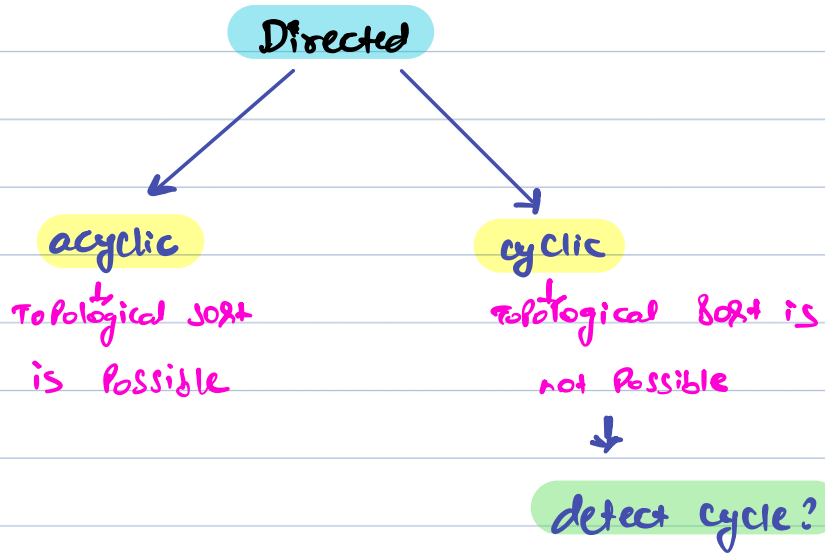 Directed
acyclic
cyclic
Topological sort
is Possible
Topological Sort is
not Possible
detect cycle?